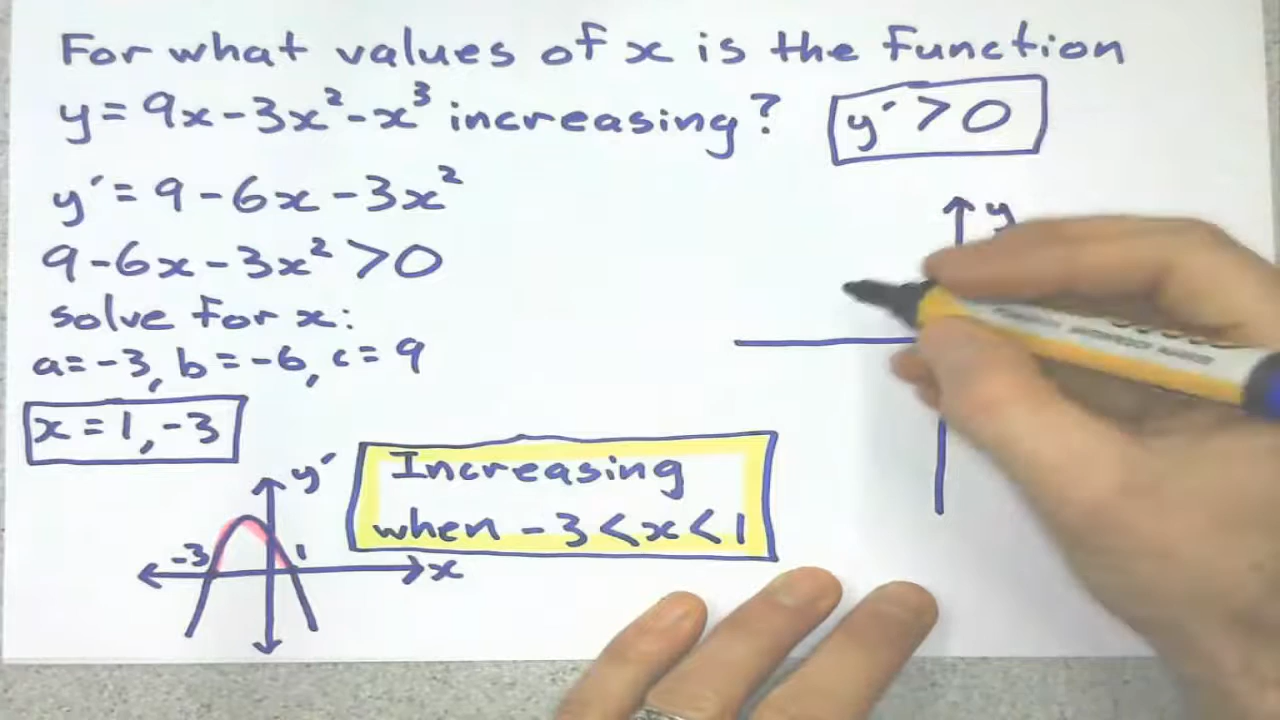 For what values of x is the function
y = 9x - 3x² - x³ increasing?
y' > 0
y' = 9 - 6x - 3x²
9 - 6x - 3x² > 0
solve for x:
a = -3, b = -6, c = 9
x = 1, -3
Increasing
when -3 < x < 1
y'
-3
1
x
y